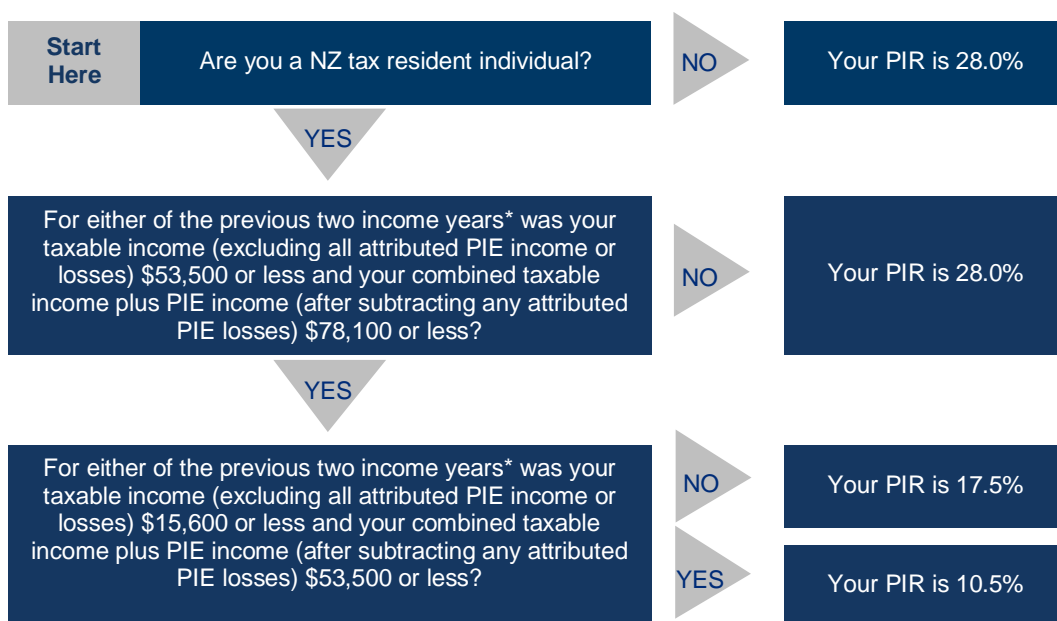 Start
Here
Are you a NZ tax resident individual?
NO
Your PIR is 28.0%
YES
For either of the previous two income years* was your
taxable income (excluding all attributed PIE income or
losses) $53,500 or less and your combined taxable
income plus PIE income (after subtracting any attributed
PIE losses) $78,100 or less?
NO
Your PIR is 28.0%
YES
For either of the previous two income years* was your
taxable income (excluding all attributed PIE income or
losses) $15,600 or less and your combined taxable
income plus PIE income (after subtracting any attributed
PIE losses) $53,500 or less?
NO
Your PIR is 17.5%
YES
Your PIR is 10.5%